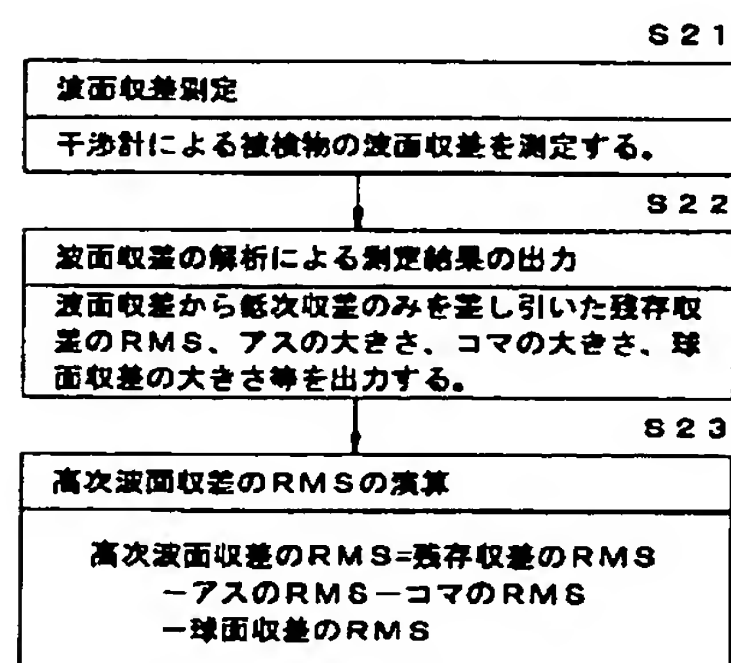 S21
波面収差測定
干渉計による被検物の波面収差を測定する。
S22
波面収差の解析による測定結果の出力
波面収差から低次収差のみを差し引いた残存収
差のRMS、アスの大きさ、コマの大きさ、球
面収差の大きさ等を出力する。
S23
高次波面収差のRMSの演算
高次波面収差のRMS=残存収差のRMS
－アスのRMS－コマのRMS
－球面収差のRMS